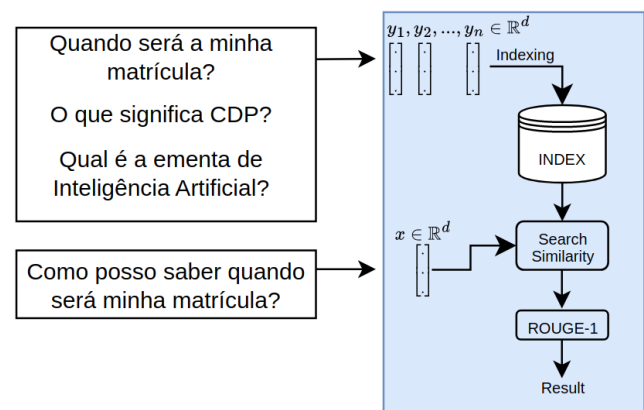 Quando será a minha
matrícula?
O que significa CDP?
Qual é a ementa de
Inteligência Artificial?
Como posso saber quando
será minha matrícula?
y₁, y₂, ..., yₙ ∈ ℝᵈ
Indexing
INDEX
x ∈ ℝᵈ
Search
Similarity
ROUGE-1
Result